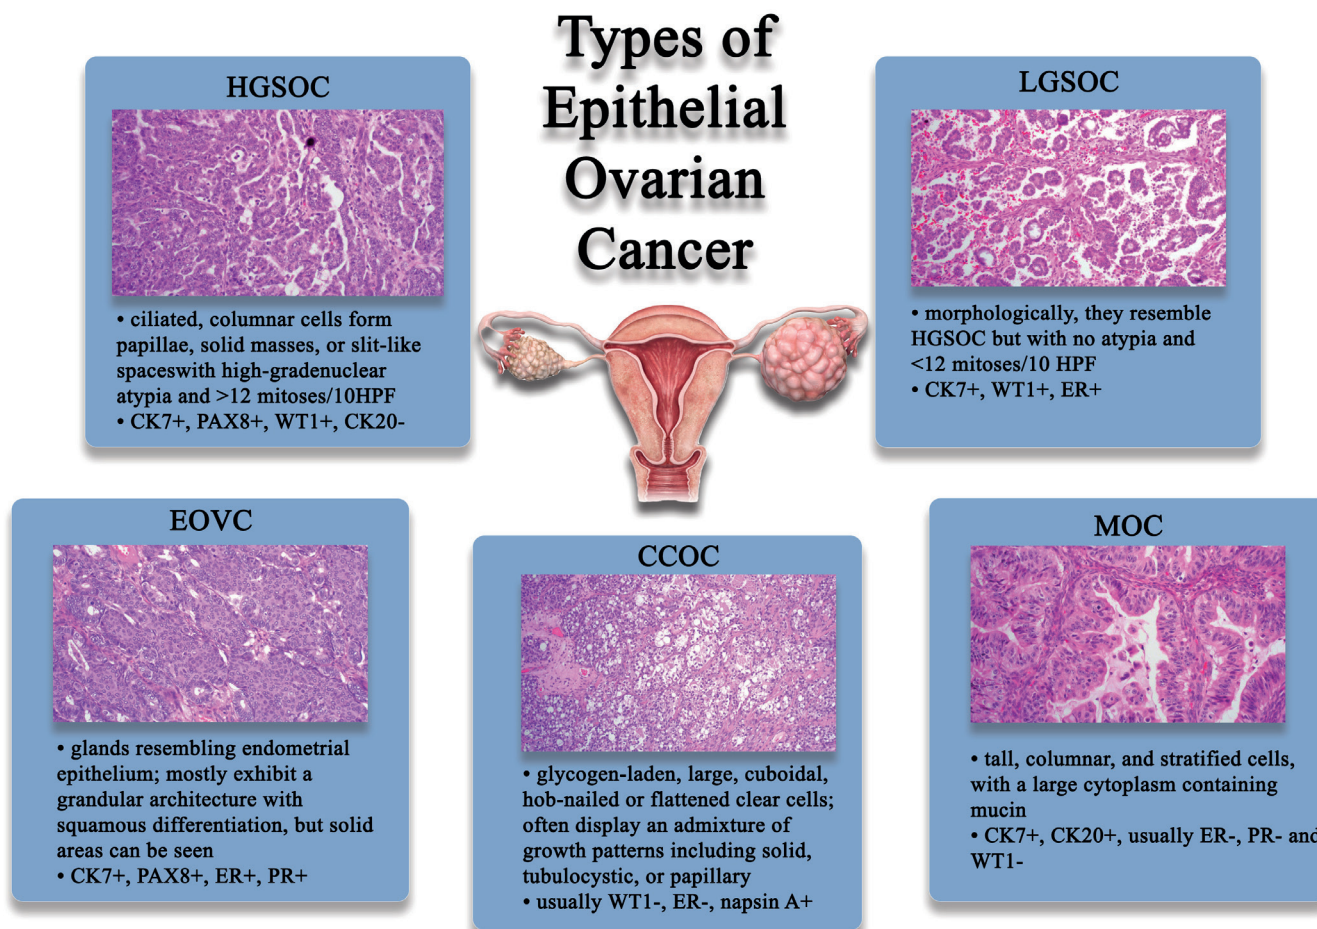 Types of
Epithelial
Ovarian
Cancer
HGSOC
• ciliated, columnar cells form
papillae, solid masses, or slit-like
spaceswith high-gradenuclear
atypia and >12 mitoses/10HPF
• CK7+, PAX8+, WT1+, CK20-
LGSOC
• morphologically, they resemble
HGSOC but with no atypia and
<12 mitoses/10 HPF
• CK7+, WT1+, ER+
EOVC
• glands resembling endometrial
epithelium; mostly exhibit a
grandular architecture with
squamous differentiation, but solid
areas can be seen
• CK7+, PAX8+, ER+, PR+
CCOC
• glycogen-laden, large, cuboidal,
hob-nailed or flattened clear cells;
often display an admixture of
growth patterns including solid,
tubulocystic, or papillary
• usually WT1-, ER-, napsin A+
MOC
• tall, columnar, and stratified cells,
with a large cytoplasm containing
mucin
• CK7+, CK20+, usually ER-, PR- and
WT1-